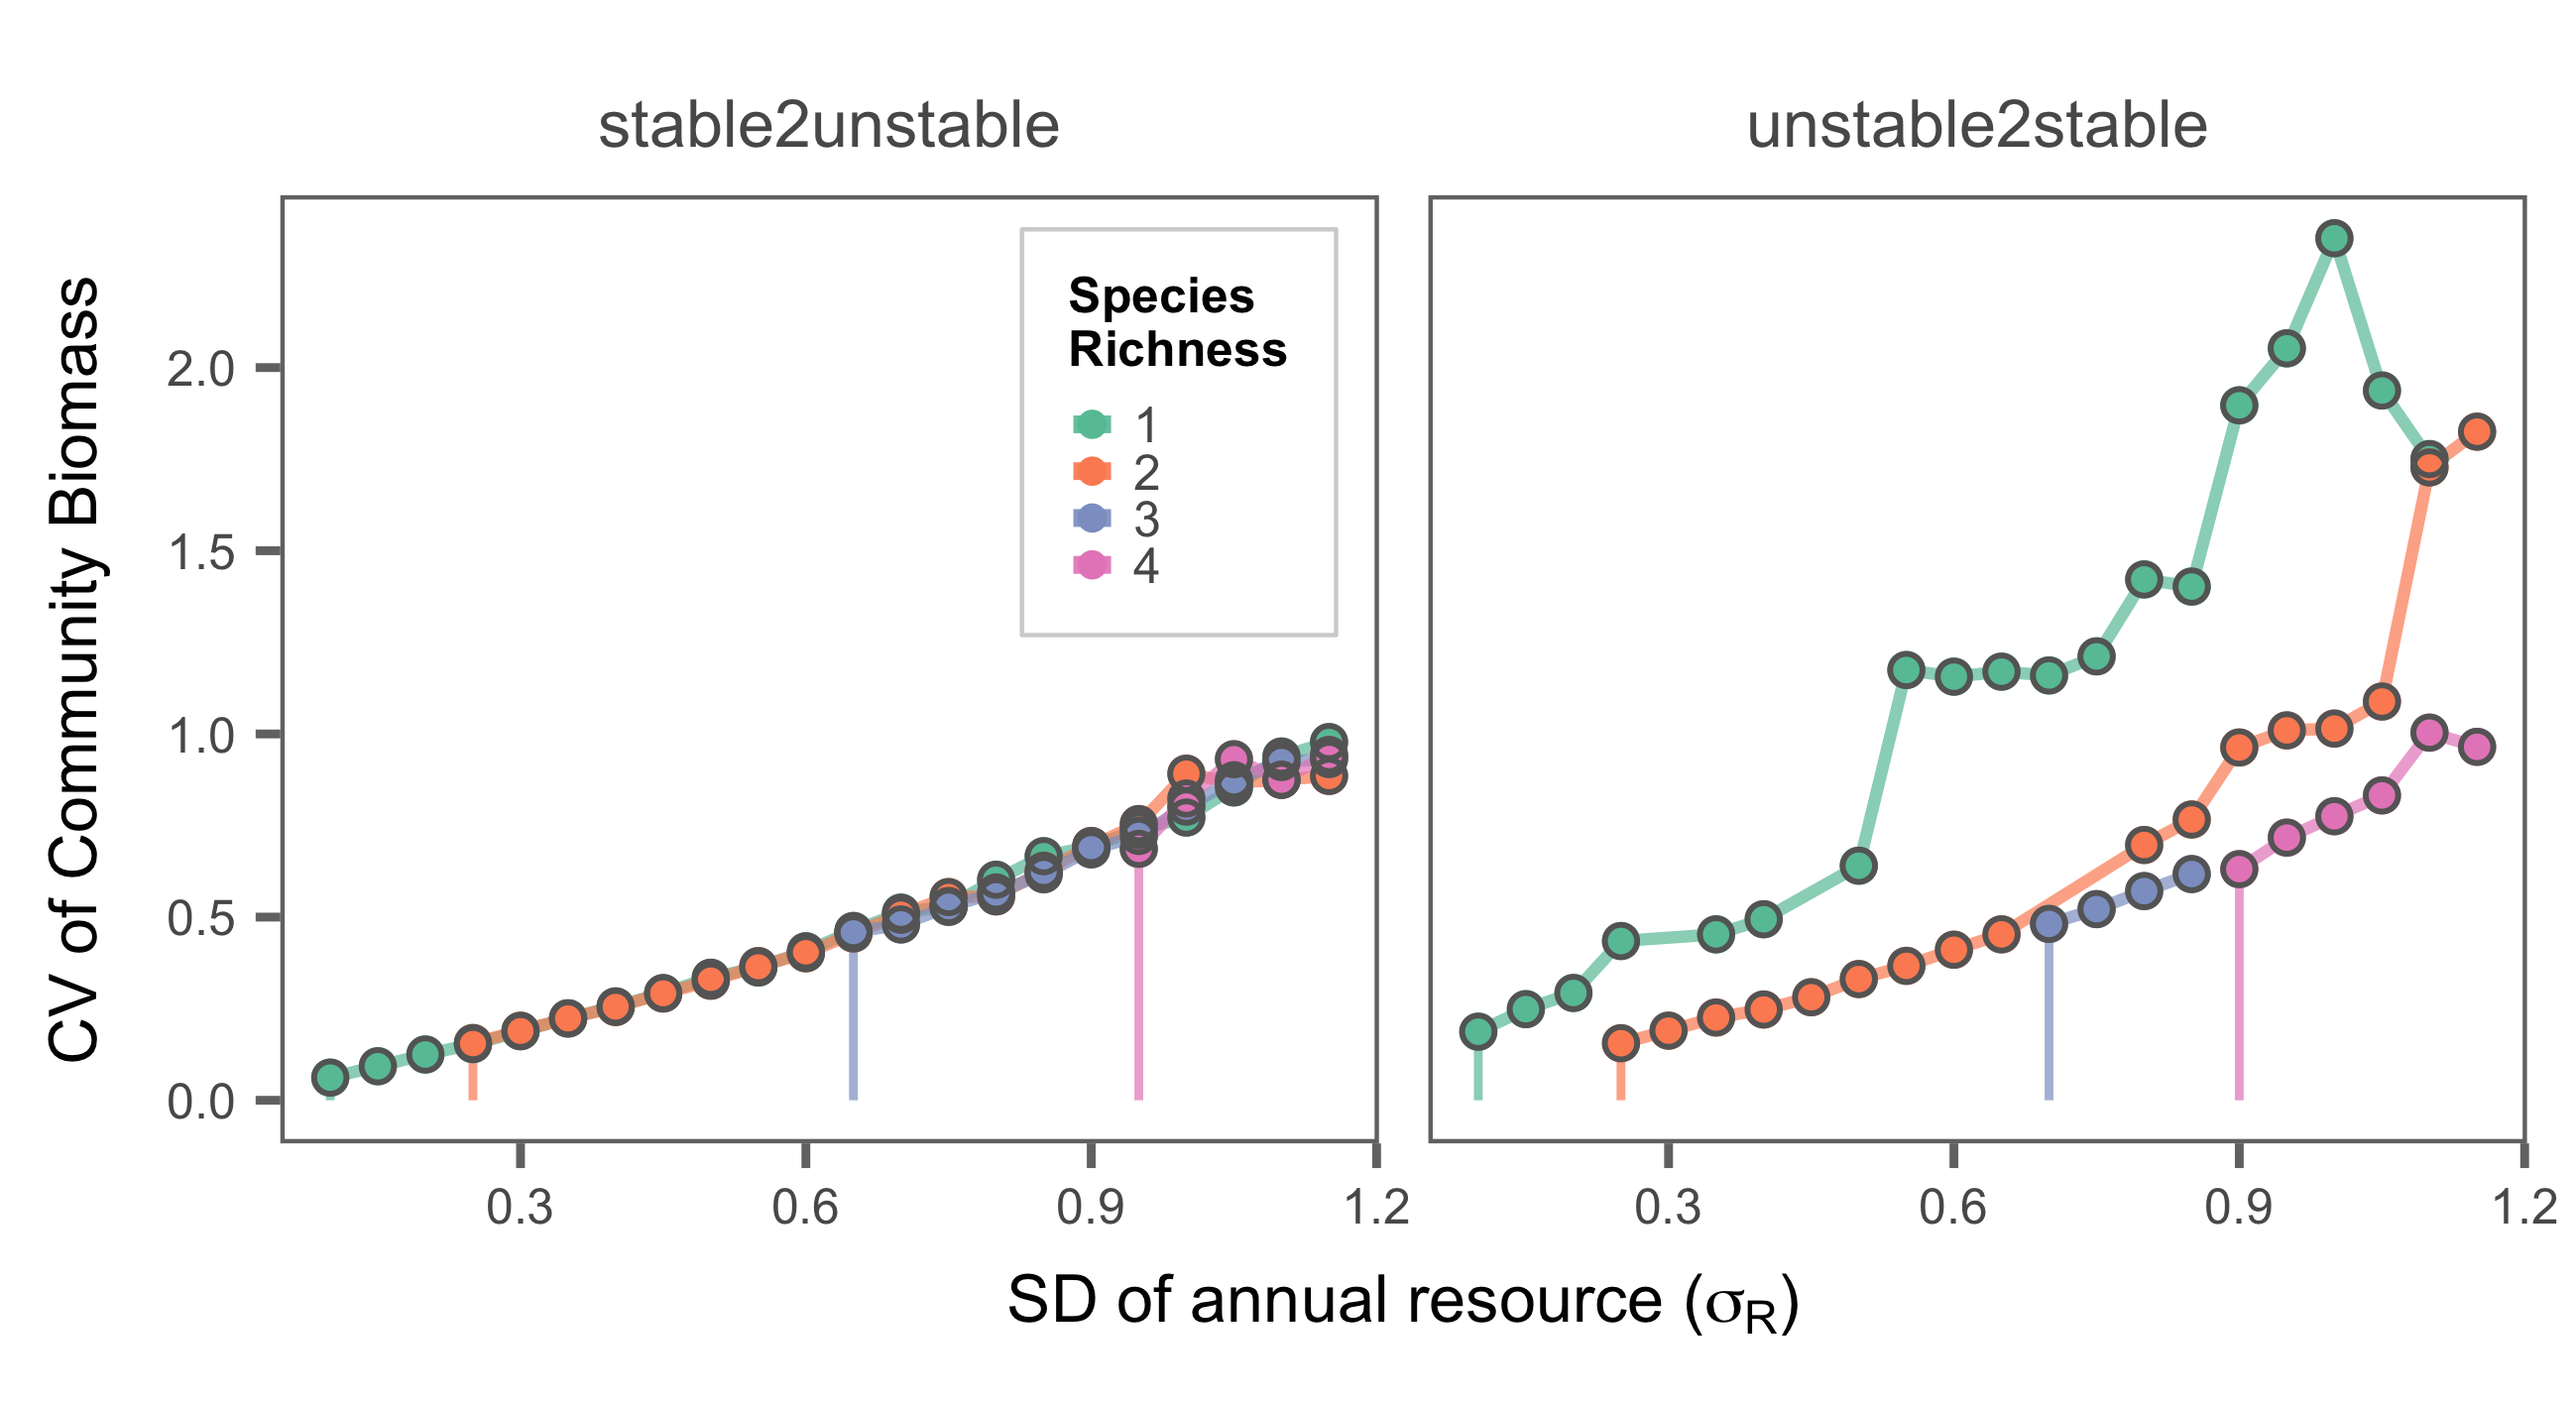 stable2unstable
unstable2stable
CV of Community Biomass
2.0
1.5
1.0
0.5
0.0
Species
Richness
1
2
3
4
0.3 0.6 0.9 1.2
0.3 0.6 0.9 1.2
SD of annual resource (σR)